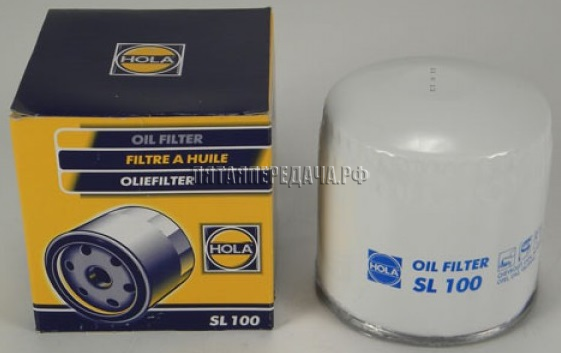 HOLA
OIL FILTER
FILTRE A HUILE
OLIEFILTER
HOLA
SL 100
ПЯТАЯПЕРЕДАЧА.РФ
HOLA
OIL FILTER
SL 100